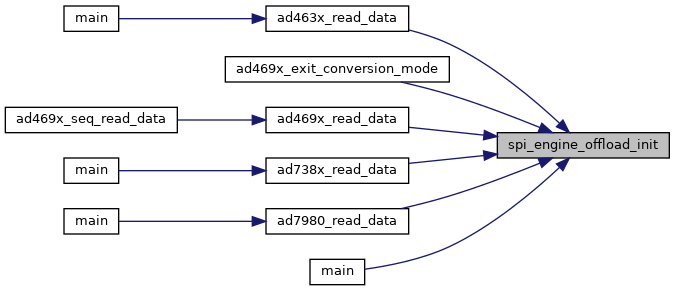 main
ad463x_read_data
ad469x_exit_conversion_mode
ad469x_seq_read_data
ad469x_read_data
spi_engine_offload_init
main
ad738x_read_data
main
ad7980_read_data
main